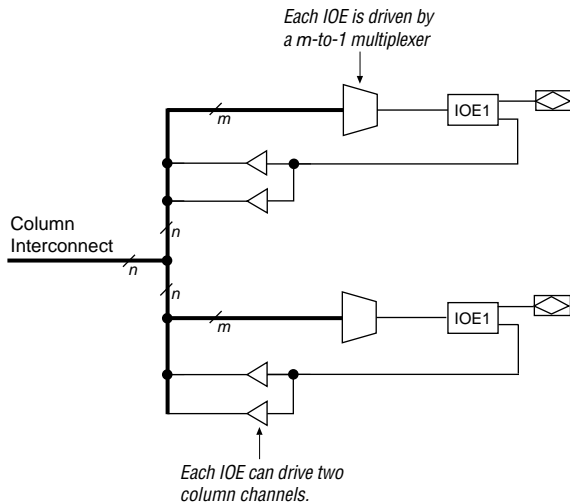 Each IOE is driven by
a m-to-1 multiplexer
m
IOE1
n
Column
Interconnect
n
n
m
IOE1
Each IOE can drive two
column channels.